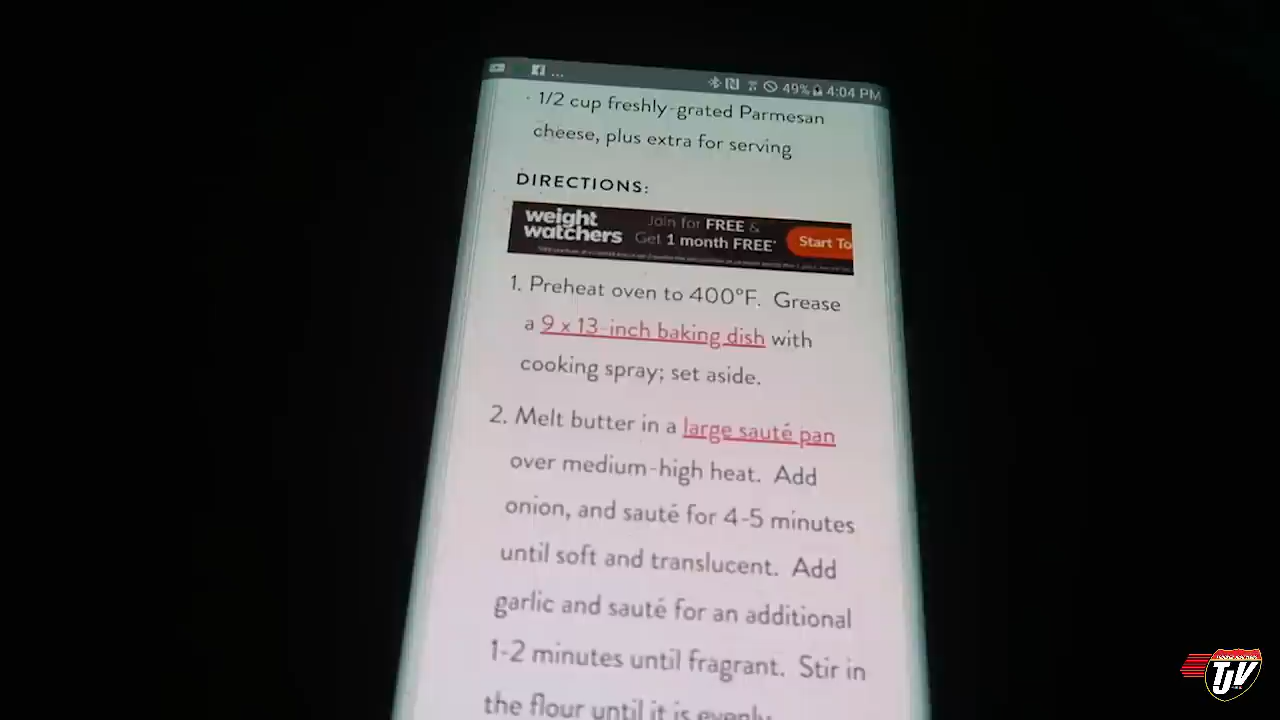 49% 4:04 PM
· 1/2 cup freshly-grated Parmesan
cheese, plus extra for serving
DIRECTIONS:
weight
watchers
Join for FREE &
Get 1 month FREE*
Start To
1. Preheat oven to 400°F. Grease
a 9 x 13-inch baking dish with
cooking spray; set aside.
2. Melt butter in a large sauté pan
over medium-high heat. Add
onion, and sauté for 4-5 minutes
until soft and translucent. Add
garlic and sauté for an additional
1-2 minutes until fragrant. Stir in
the flour until it is evenly
TJV